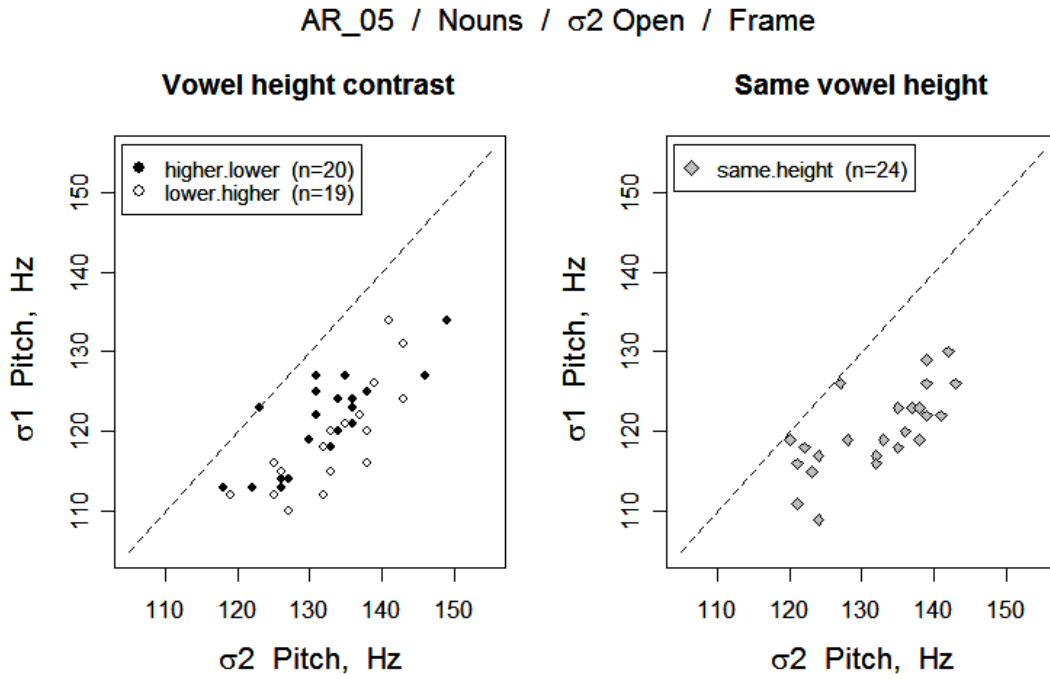 AR_05 / Nouns / σ2 Open / Frame
Vowel height contrast
higher.lower (n=20)
lower.higher (n=19)
150
140
130
120
110
σ1 Pitch, Hz
110 120 130 140 150
σ2 Pitch, Hz
Same vowel height
same.height (n=24)
150
140
130
120
110
σ1 Pitch, Hz
110 120 130 140 150
σ2 Pitch, Hz